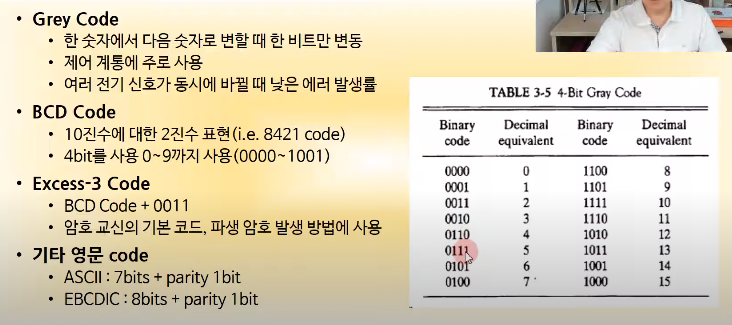 • Grey Code
• 한 숫자에서 다음 숫자로 변할 때 한 비트만 변동
• 제어 계통에 주로 사용
• 여러 전기 신호가 동시에 바뀔 때 낮은 에러 발생률
• BCD Code
• 10진수에 대한 2진수 표현(i.e. 8421 code)
• 4bit를 사용 0~9까지 사용(0000~1001)
• Excess-3 Code
• BCD Code + 0011
• 암호 교신의 기본 코드, 파생 암호 발생 방법에 사용
• 기타 영문 code
• ASCII : 7bits + parity 1bit
• EBCDIC : 8bits + parity 1bit
TABLE 3-5 4-Bit Gray Code
Binary code Decimal equivalent Binary code Decimal equivalent
0000 0 1100 8
0001 1 1101 9
0011 2 1111 10
0010 3 1110 11
0110 4 1010 12
0111 5 1011 13
0101 6 1001 14
0100 7 1000 15